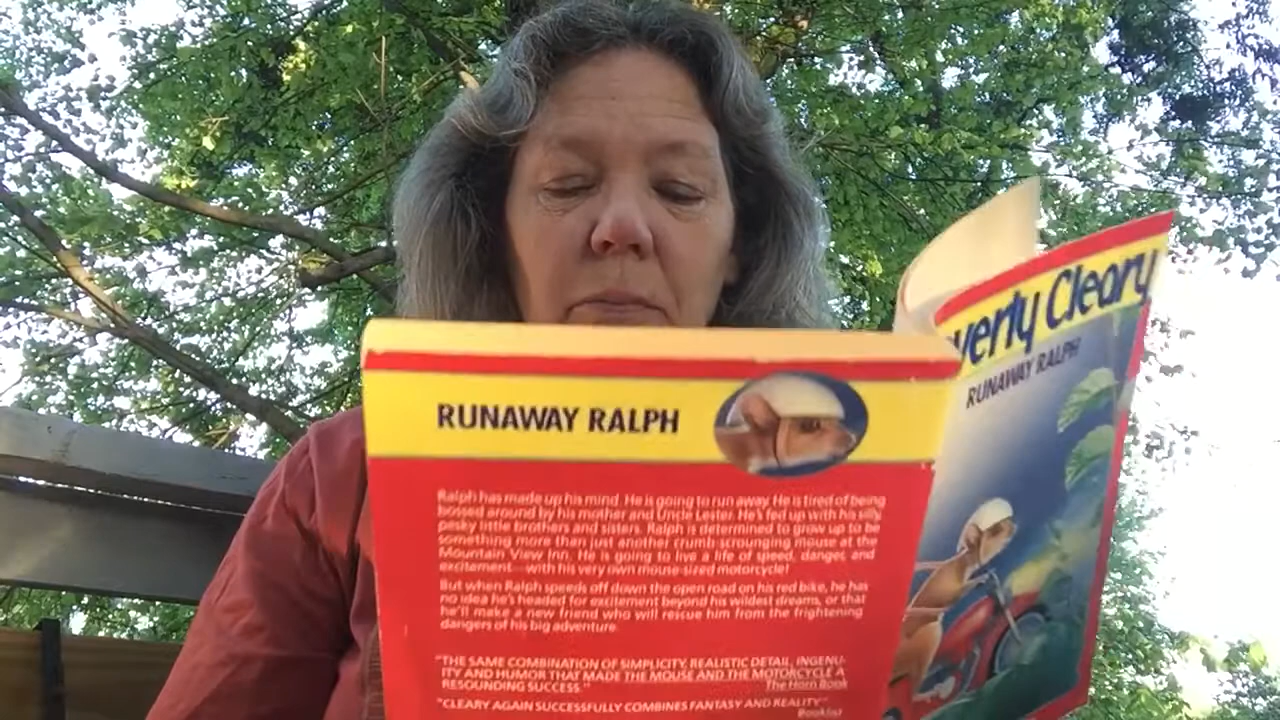 RUNAWAY RALPH
Ralph has made up his mind. He is going to run away. He is tired of being
bossed around by his mother and Uncle Lester. He's fed up with his silly,
pesky little brothers and sisters. Ralph is determined to grow up to be
something more than just another crumb-scrounging mouse at the
Mountain View Inn. He is going to live a life of speed, danger, and
excitement—with his very own mouse-sized motorcycle!
But when Ralph speeds off down the open road on his red bike, he has
no idea he's headed for excitement beyond his wildest dreams, or that
he'll make a new friend who will rescue him from the frightening
dangers of his big adventure.
"THE SAME COMBINATION OF SIMPLICITY, REALISTIC DETAIL, INGENU-
ITY AND HUMOR THAT MADE THE MOUSE AND THE MOTORCYCLE A
RESOUNDING SUCCESS."
The Horn Book
"CLEARY AGAIN SUCCESSFULLY COMBINES FANTASY AND REALITY"
Booklist
verly Cleary
RUNAWAY RALPH